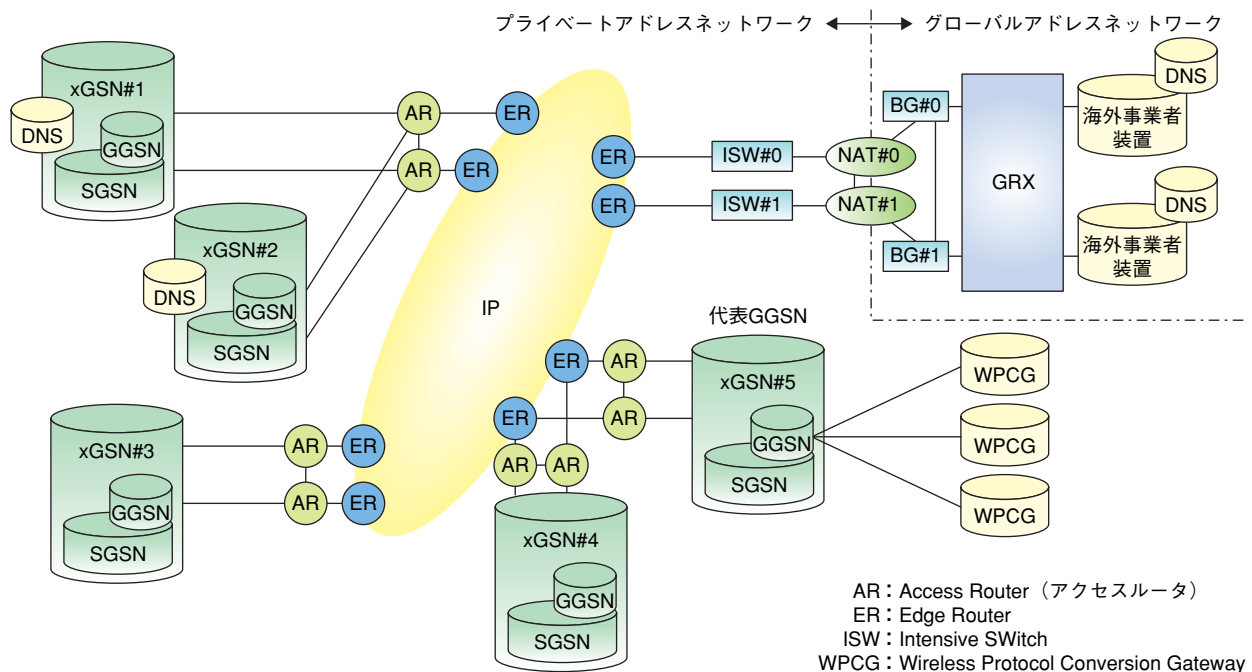 プライベートアドレスネットワーク
グローバルアドレスネットワーク
xGSN#1
DNS
GGSN
SGSN
AR
ER
AR
ER
xGSN#2
DNS
GGSN
SGSN
IP
ER
ISW#0
NAT#0
BG#0
ER
ISW#1
NAT#1
BG#1
GRX
DNS
海外事業者
装置
DNS
海外事業者
装置
代表GGSN
xGSN#5
GGSN
SGSN
ER
AR
ER
AR
WPCG
WPCG
WPCG
xGSN#3
GGSN
SGSN
AR
ER
AR
ER
AR
AR
xGSN#4
GGSN
SGSN
AR：Access Router（アクセスルータ）
ER：Edge Router
ISW：Intensive SWitch
WPCG：Wireless Protocol Conversion Gateway